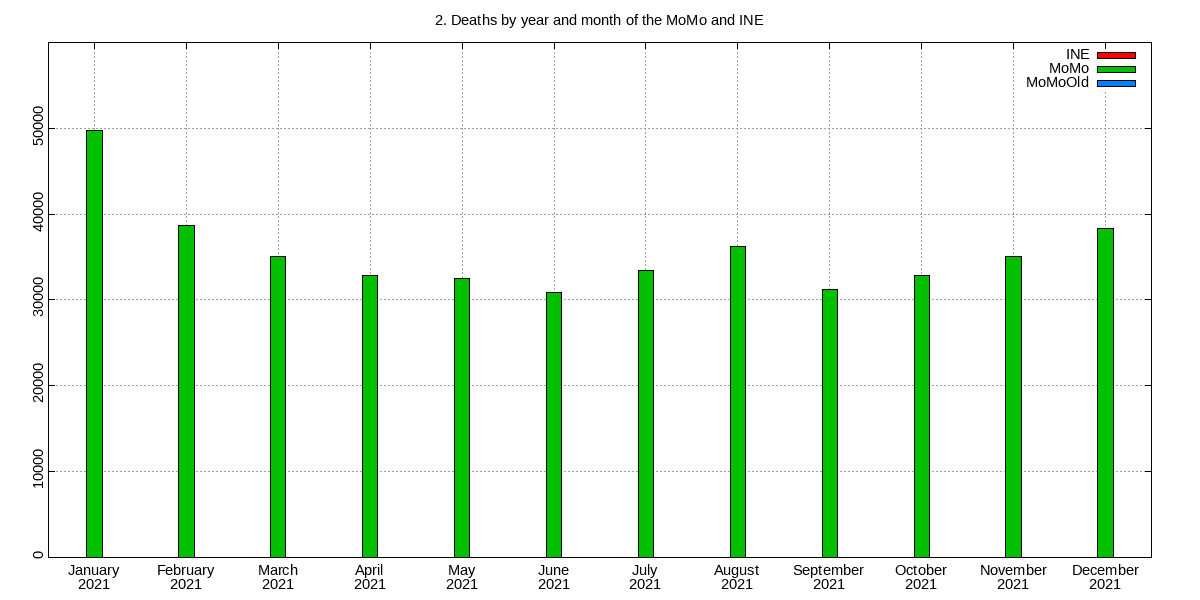 2. Deaths by year and month of the MoMo and INE
INE
MoMo
MoMoOld
50000
40000
30000
20000
10000
0
January February March April May June July August September October November December
2021 2021 2021 2021 2021 2021 2021 2021 2021 2021 2021 2021